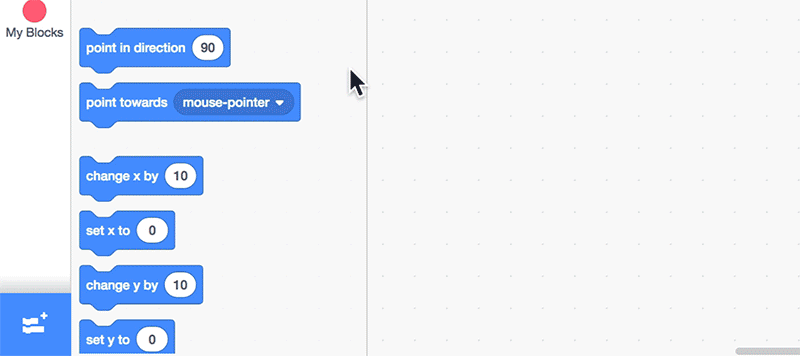 My Blocks
point in direction 90
point towards mouse-pointer
change x by 10
set x to 0
change y by 10
set y to 0